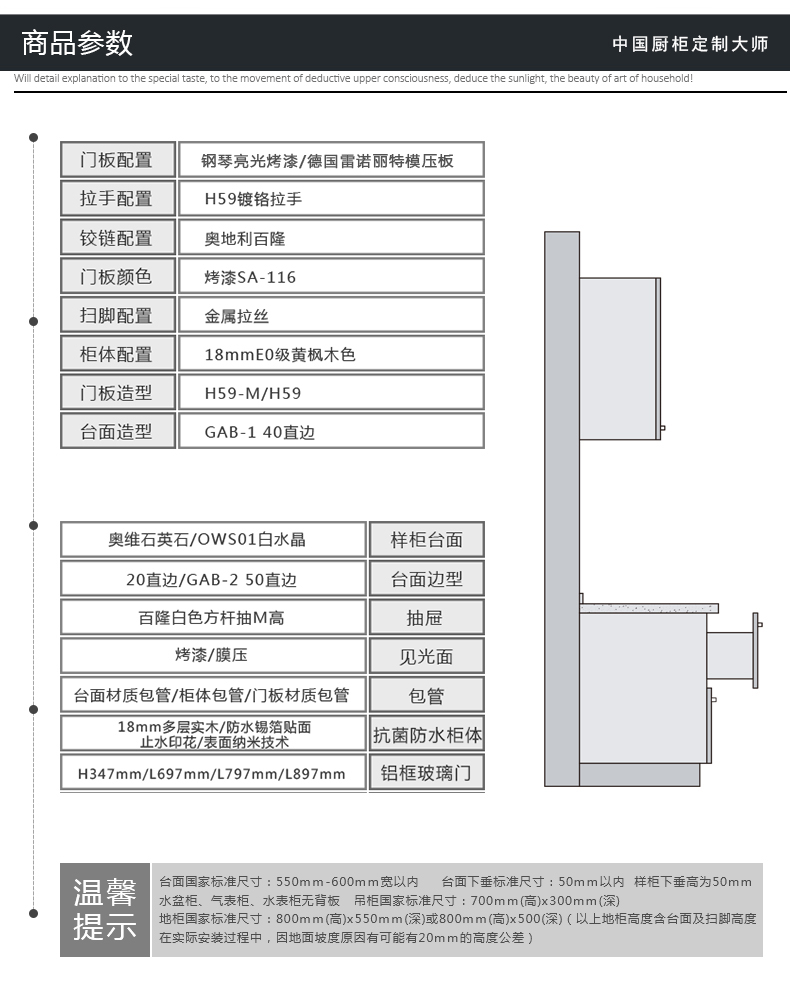 商品参数
中国厨柜定制大师
Will detail explanation to the special taste, to the movement of deductive upper consciousness, deduce the sunlight, the beauty of art of household!
门板配置 钢琴亮光烤漆/德国雷诺丽特模压板
拉手配置 H59镀铬拉手
铰链配置 奥地利百隆
门板颜色 烤漆SA-116
扫脚配置 金属拉丝
柜体配置 18mmE0级黄枫木色
门板造型 H59-M/H59
台面造型 GAB-1 40直边
奥维石英石/OWS01白水晶 样柜台面
20直边/GAB-2 50直边 台面边型
百隆白色方杆抽M高 抽屉
烤漆/膜压 见光面
台面材质包管/柜体包管/门板材质包管 包管
18mm多层实木/防水锡箔贴面
止水印花/表面纳米技术
抗菌防水柜体
H347mm/L697mm/L797mm/L897mm 铝框玻璃门
温馨
提示
台面国家标准尺寸：550mm-600mm宽以内 台面下垂标准尺寸：50mm以内 样柜下垂高为50mm
水盆柜、气表柜、水表柜无背板 吊柜国家标准尺寸：700mm(高)x300mm(深)
地柜国家标准尺寸：800mm(高)x550mm(深)或800mm(高)x500(深)（以上地柜高度含台面及扫脚高度
在实际安装过程中，因地面坡度原因有可能有20mm的高度公差）